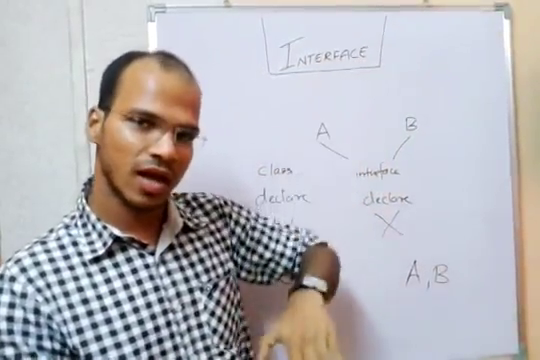 INTERFACE
A B
class interface
declare declare
A, B